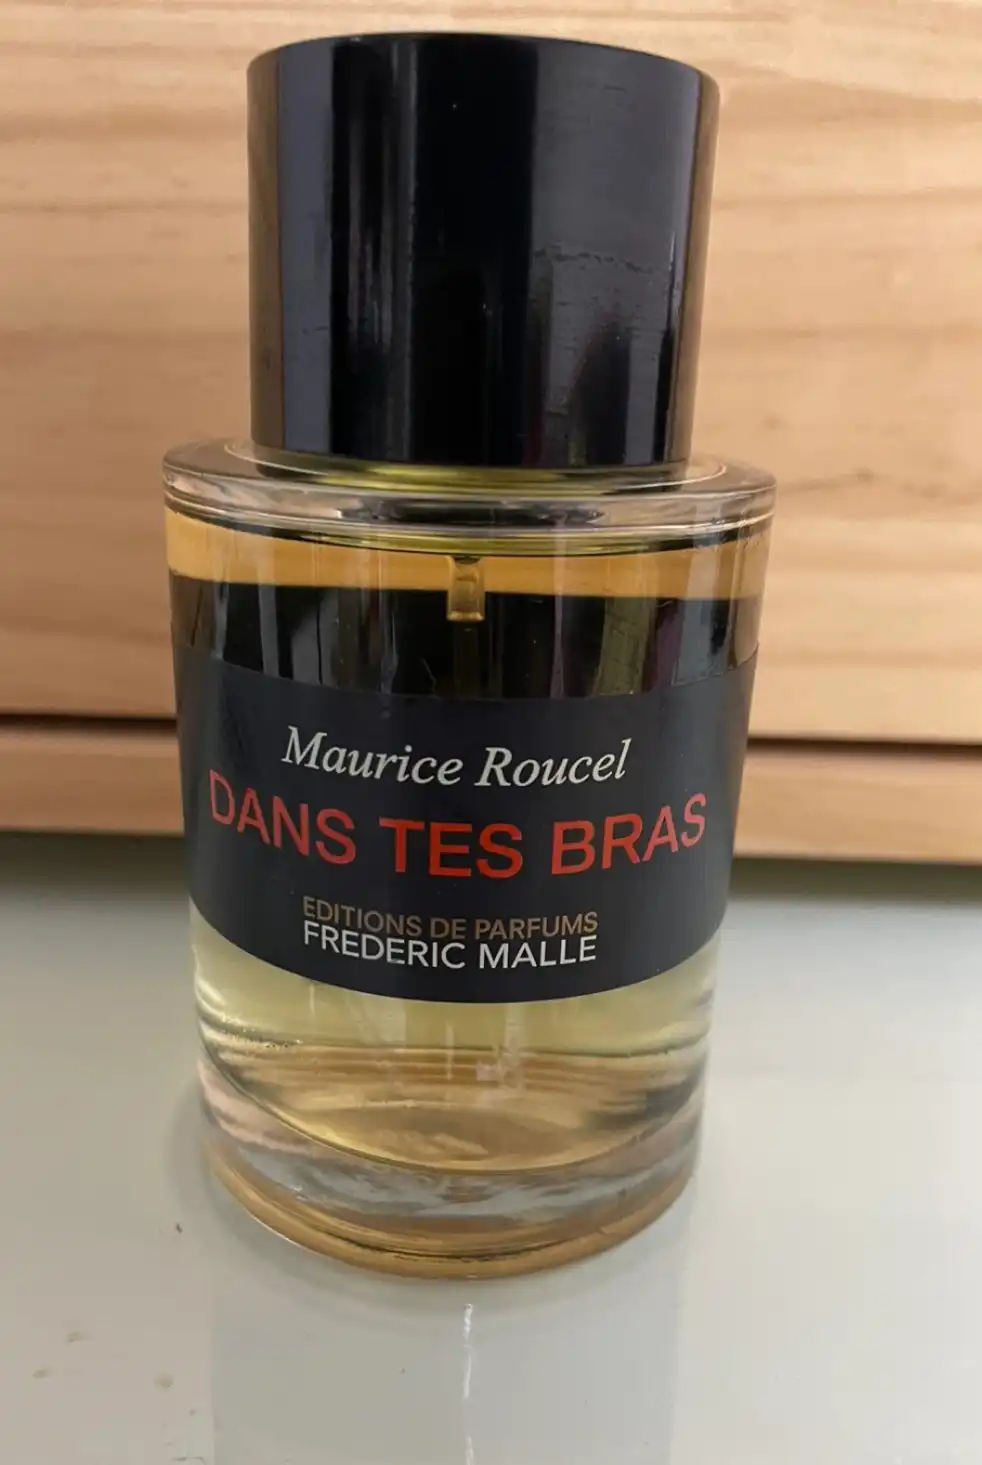 Maurice Roucel
DANS TES BRAS
EDITIONS DE PARFUMS
FREDERIC MALLE